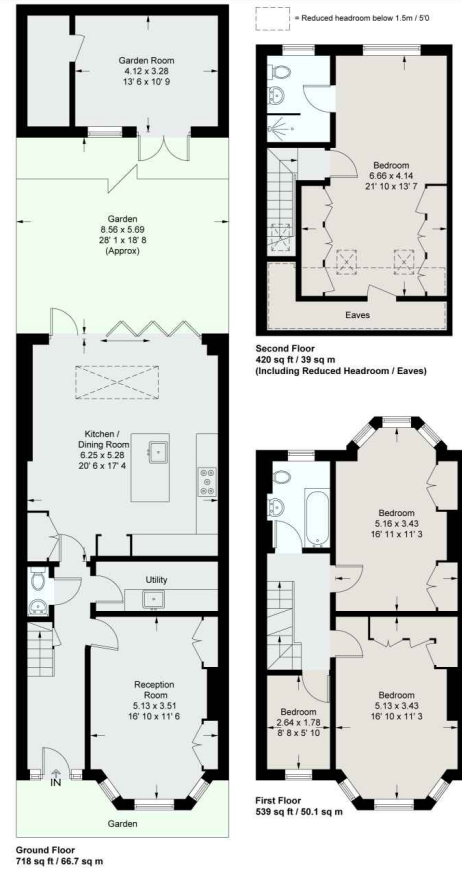 = Reduced headroom below 1.5m / 5'0
Garden Room
4.12 x 3.28
13' 6 x 10' 9
Garden
8.56 x 5.69
28' 1 x 18' 8
(Approx)
Kitchen /
Dining Room
6.25 x 5.28
20' 6 x 17' 4
Utility
Reception
Room
5.13 x 3.51
16' 10 x 11' 6
IN
Garden
Ground Floor
718 sq ft / 66.7 sq m
Bedroom
6.66 x 4.14
21' 10 x 13' 7
Eaves
Second Floor
420 sq ft / 39 sq m
(Including Reduced Headroom / Eaves)
Bedroom
5.16 x 3.43
16' 11 x 11' 3
Bedroom
2.64 x 1.78
8' 8 x 5' 10
Bedroom
5.13 x 3.43
16' 10 x 11' 3
First Floor
539 sq ft / 50.1 sq m